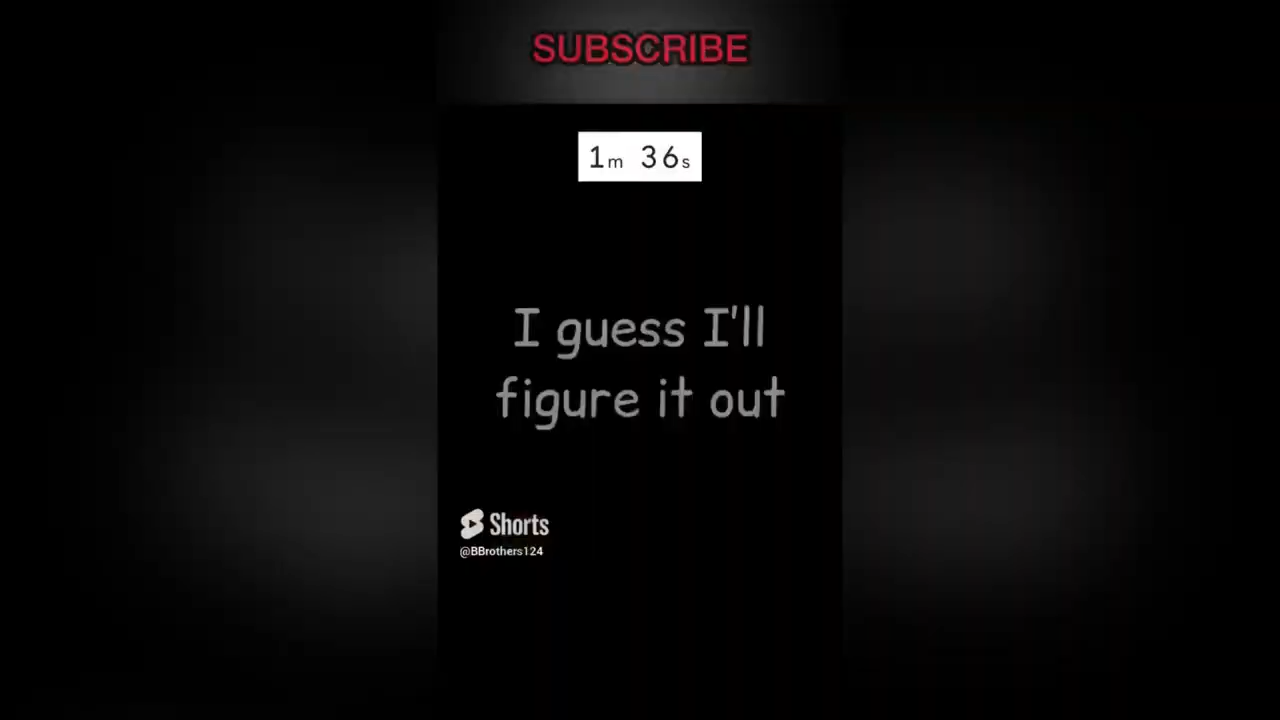 SUBSCRIBE
1m 36s
I guess I'll
figure it out
Shorts
@BBrothers124